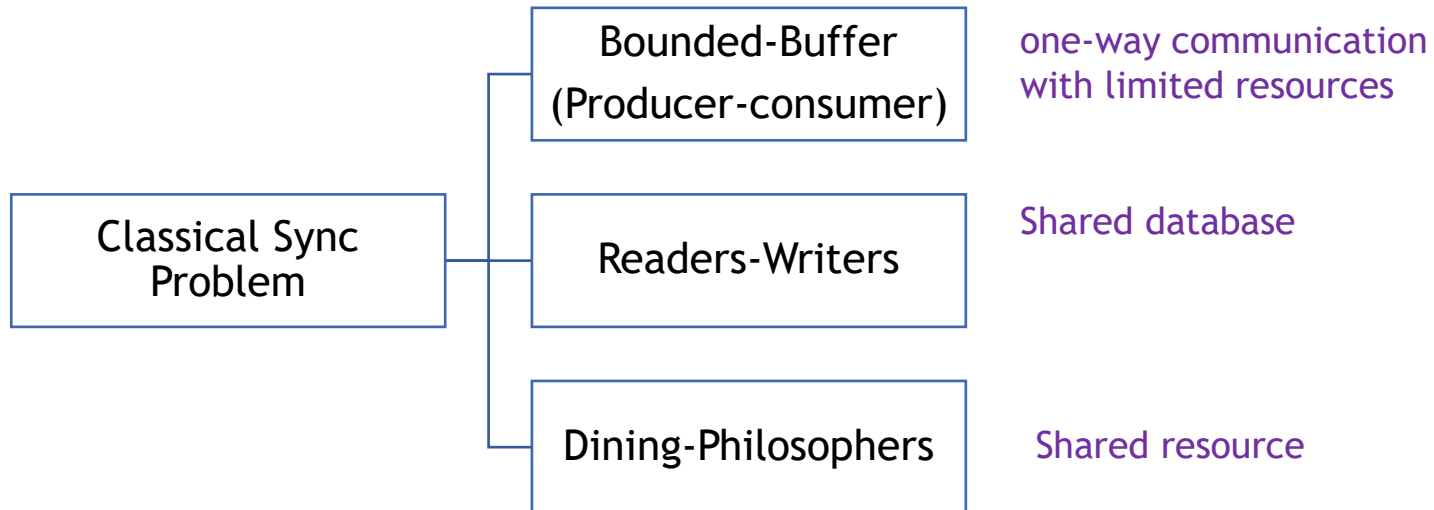 Bounded-Buffer
(Producer-consumer)
one-way communication
with limited resources
Classical Sync
Problem
Readers-Writers
Shared database
Dining-Philosophers
Shared resource